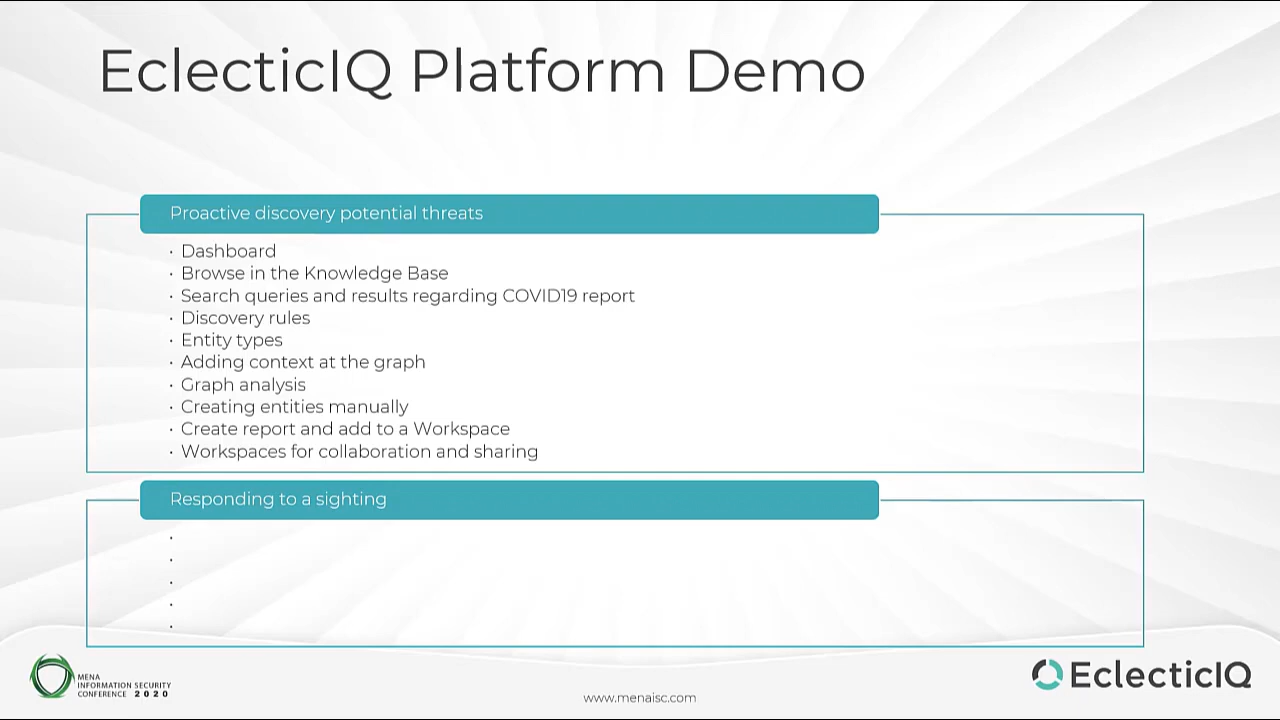 EclecticIQ Platform Demo
Proactive discovery potential threats
· Dashboard
· Browse in the Knowledge Base
· Search queries and results regarding COVID19 report
· Discovery rules
· Entity types
· Adding context at the graph
· Graph analysis
· Creating entities manually
· Create report and add to a Workspace
· Workspaces for collaboration and sharing
Responding to a sighting
·
·
·
·
·
MENA
INFORMATION SECURITY
CONFERENCE 2020
www.menaisc.com
EclecticIQ